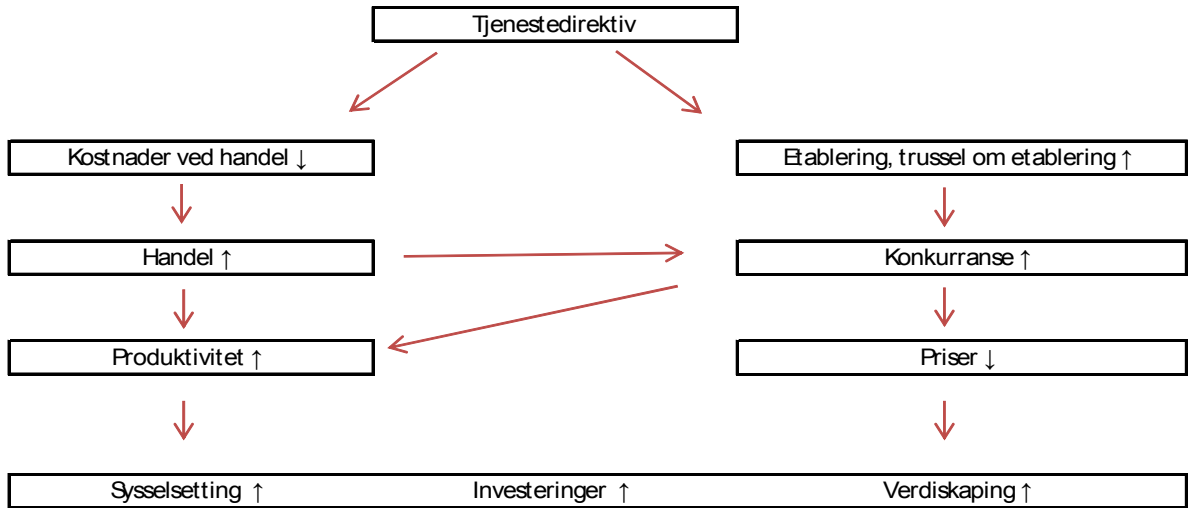 Tjenestedirektiv
Kostnader ved handel ↓
Etablering, trussel om etablering ↑
Handel ↑
Konkurranse ↑
Produktivitet ↑
Priser ↓
Sysselsetting ↑ Investeringer ↑ Verdiskaping ↑